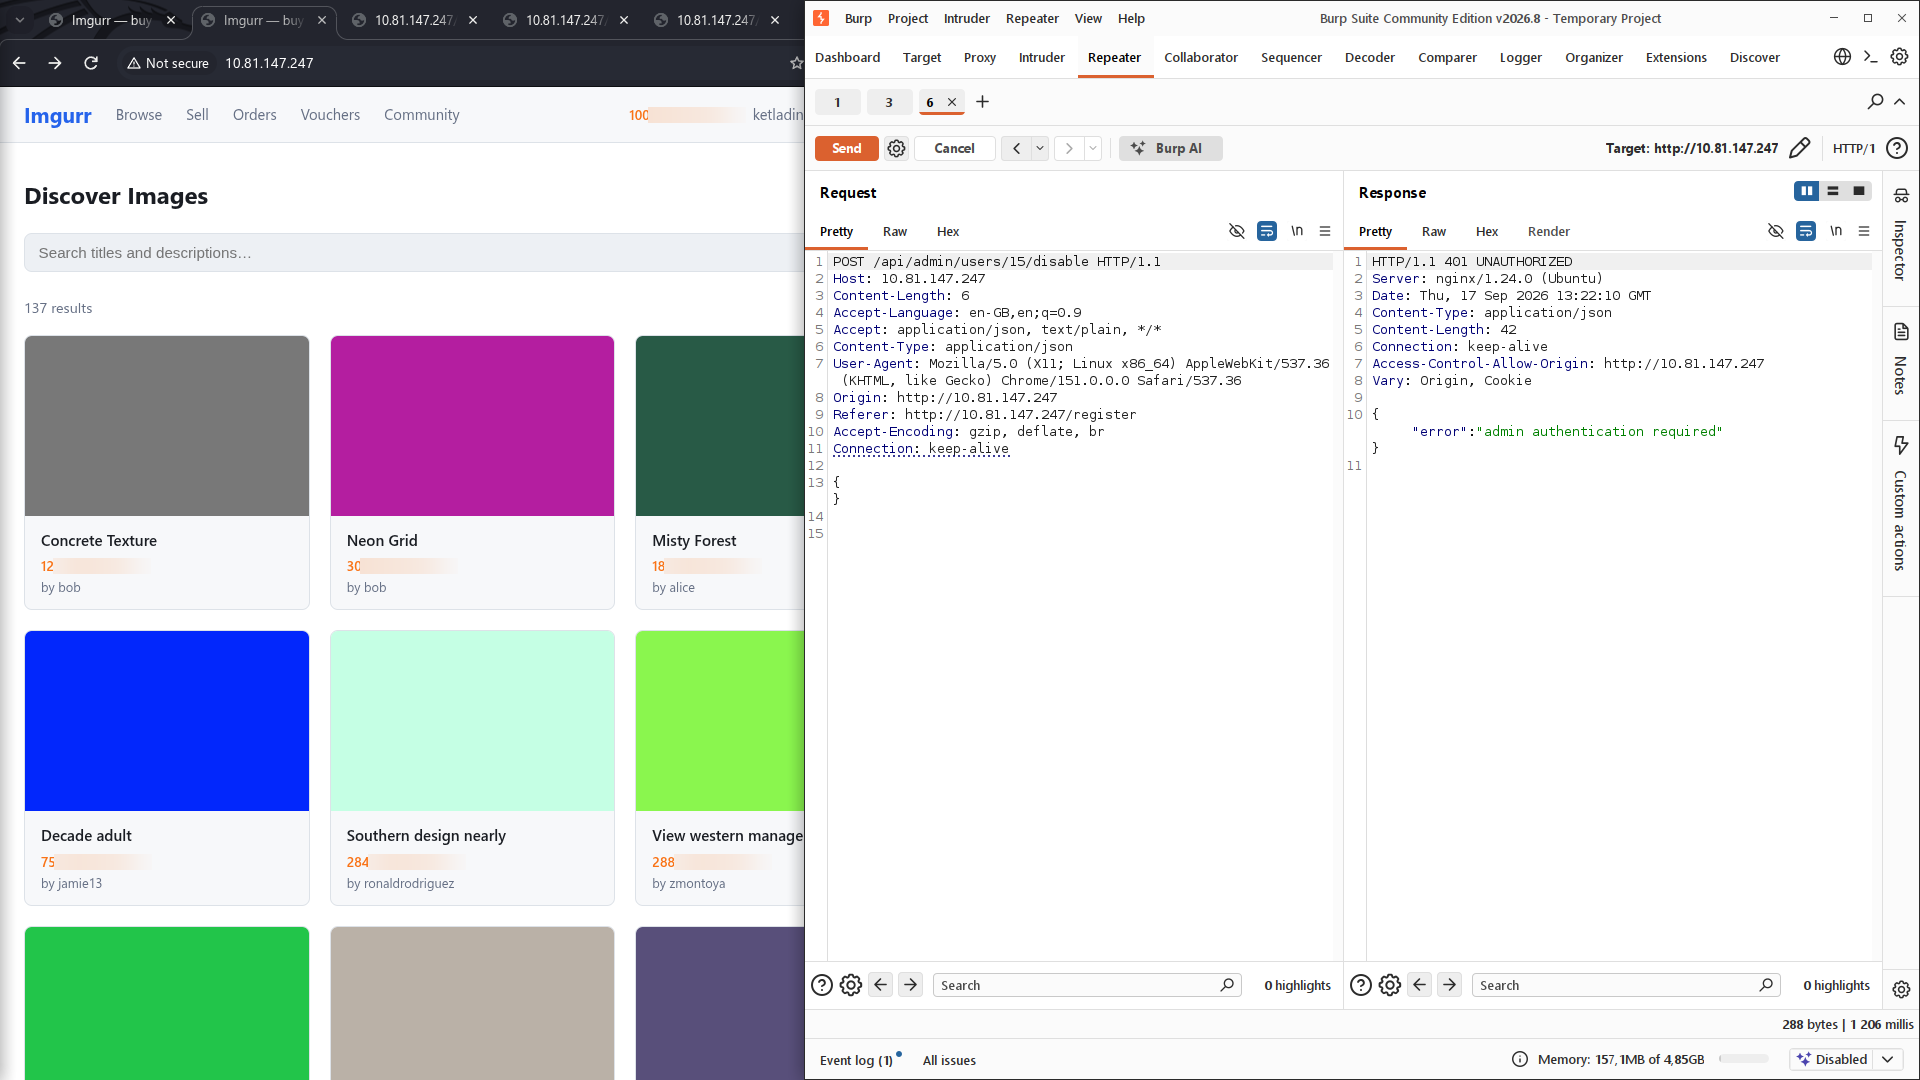 Imgurr — buy
Imgurr — buy
10.81.147.247
10.81.147.247
10.81.147.247
Not secure
10.81.147.247
Imgurr
Browse
Sell
Orders
Vouchers
Community
100
ketladin
Discover Images
Search titles and descriptions…
137 results
Concrete Texture
12
by bob
Neon Grid
30
by bob
Misty Forest
18
by alice
Decade adult
75
by jamie13
Southern design nearly
284
by ronaldrodriguez
View western manage
288
by zmontoya
Burp Project Intruder Repeater View Help
Burp Suite Community Edition v2026.8 - Temporary Project
Dashboard Target Proxy Intruder Repeater Collaborator Sequencer Decoder Comparer Logger Organizer Extensions Discover
1 3 6
Send
Cancel
Burp AI
Target: http://10.81.147.247
HTTP/1
Request
Pretty Raw Hex
\n
1 POST /api/admin/users/15/disable HTTP/1.1
2 Host: 10.81.147.247
3 Content-Length: 6
4 Accept-Language: en-GB,en;q=0.9
5 Accept: application/json, text/plain, */*
6 Content-Type: application/json
7 User-Agent: Mozilla/5.0 (X11; Linux x86_64) AppleWebKit/537.36
(KHTML, like Gecko) Chrome/151.0.0.0 Safari/537.36
8 Origin: http://10.81.147.247
9 Referer: http://10.81.147.247/register
10 Accept-Encoding: gzip, deflate, br
11 Connection: keep-alive
12
13 {
}
14
15
Search
0 highlights
Response
Pretty Raw Hex Render
\n
1 HTTP/1.1 401 UNAUTHORIZED
2 Server: nginx/1.24.0 (Ubuntu)
3 Date: Thu, 17 Sep 2026 13:22:10 GMT
4 Content-Type: application/json
5 Content-Length: 42
6 Connection: keep-alive
7 Access-Control-Allow-Origin: http://10.81.147.247
8 Vary: Origin, Cookie
9
10 {
"error":"admin authentication required"
}
11
Search
0 highlights
Inspector
Notes
Custom actions
288 bytes | 1 206 millis
Event log (1)
All issues
Memory: 157,1MB of 4,85GB
Disabled